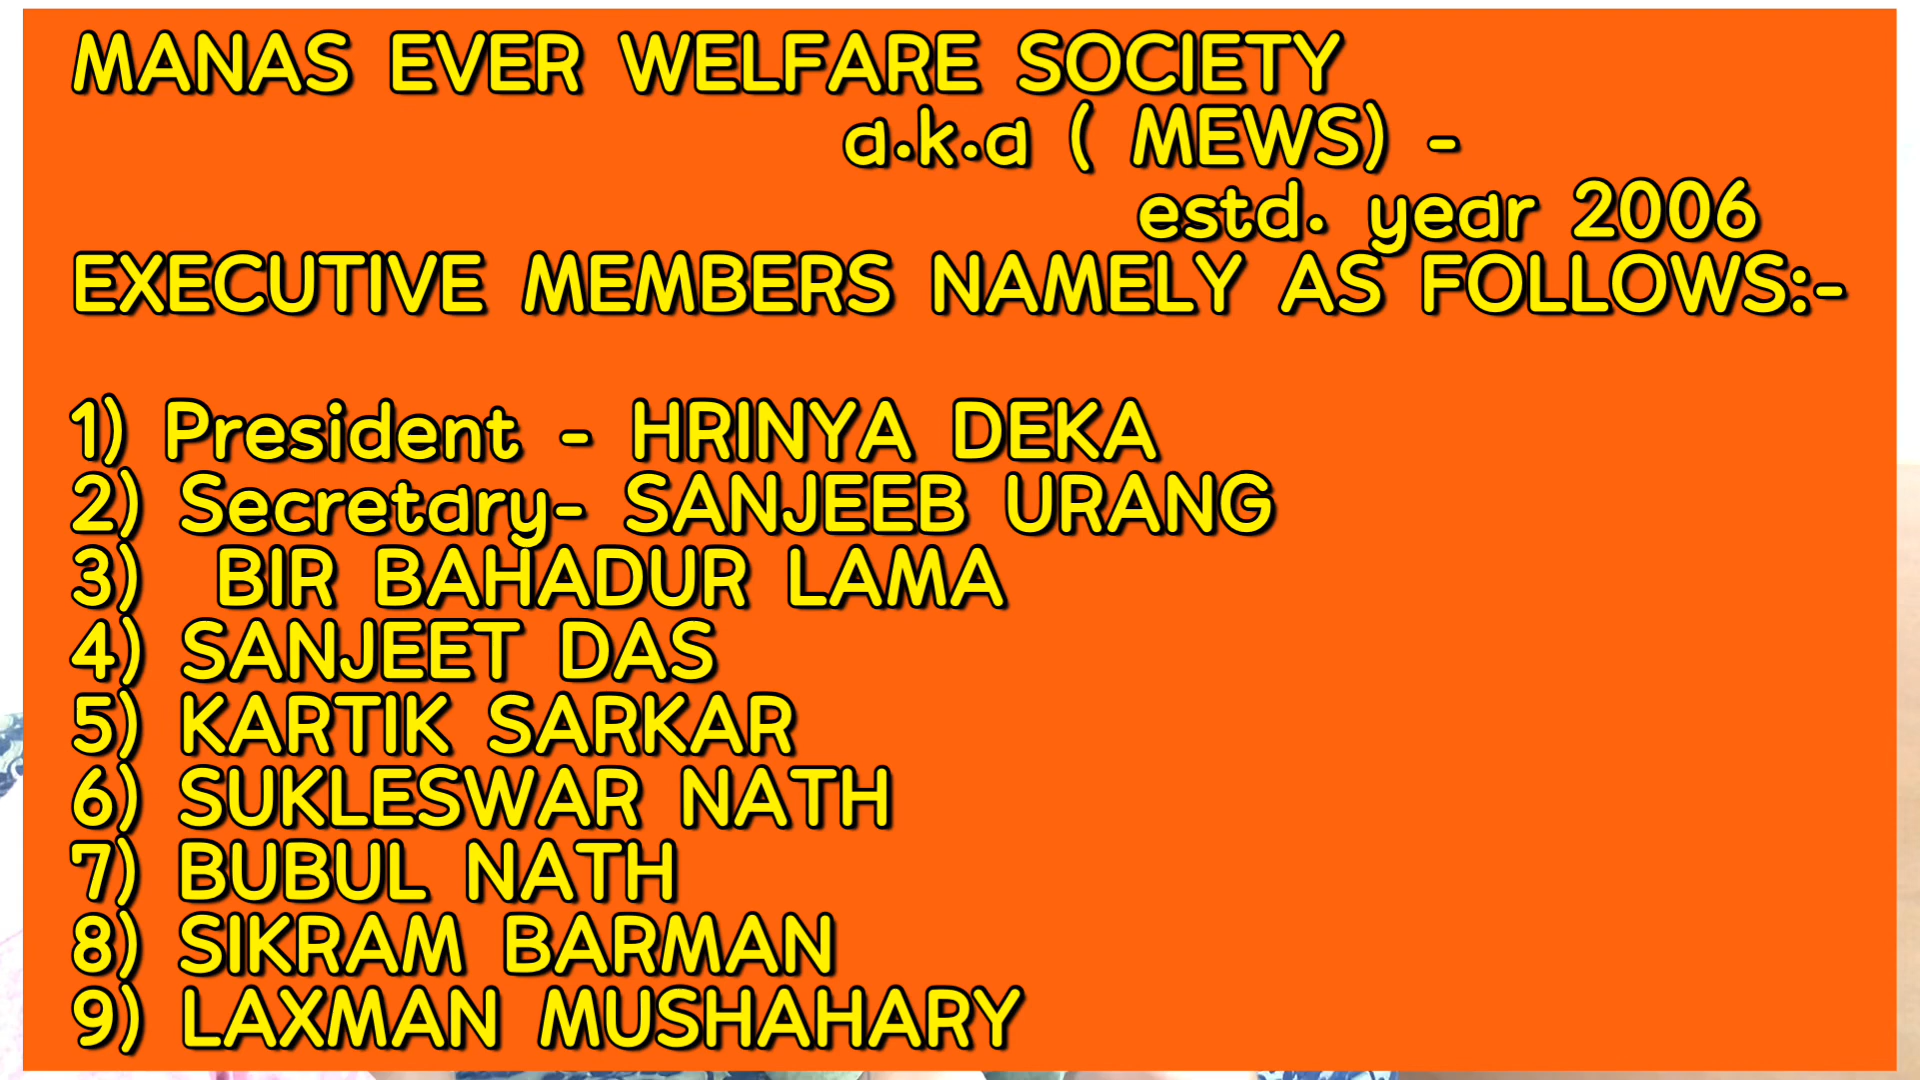 MANAS EVER WELFARE SOCIETY
a.k.a ( MEWS) -
estd. year 2006
EXECUTIVE MEMBERS NAMELY AS FOLLOWS:-
1) President - HRINYA DEKA
2) Secretary- SANJEEB URANG
3) BIR BAHADUR LAMA
4) SANJEET DAS
5) KARTIK SARKAR
6) SUKLESWAR NATH
7) BUBUL NATH
8) SIKRAM BARMAN
9) LAXMAN MUSHAHARY